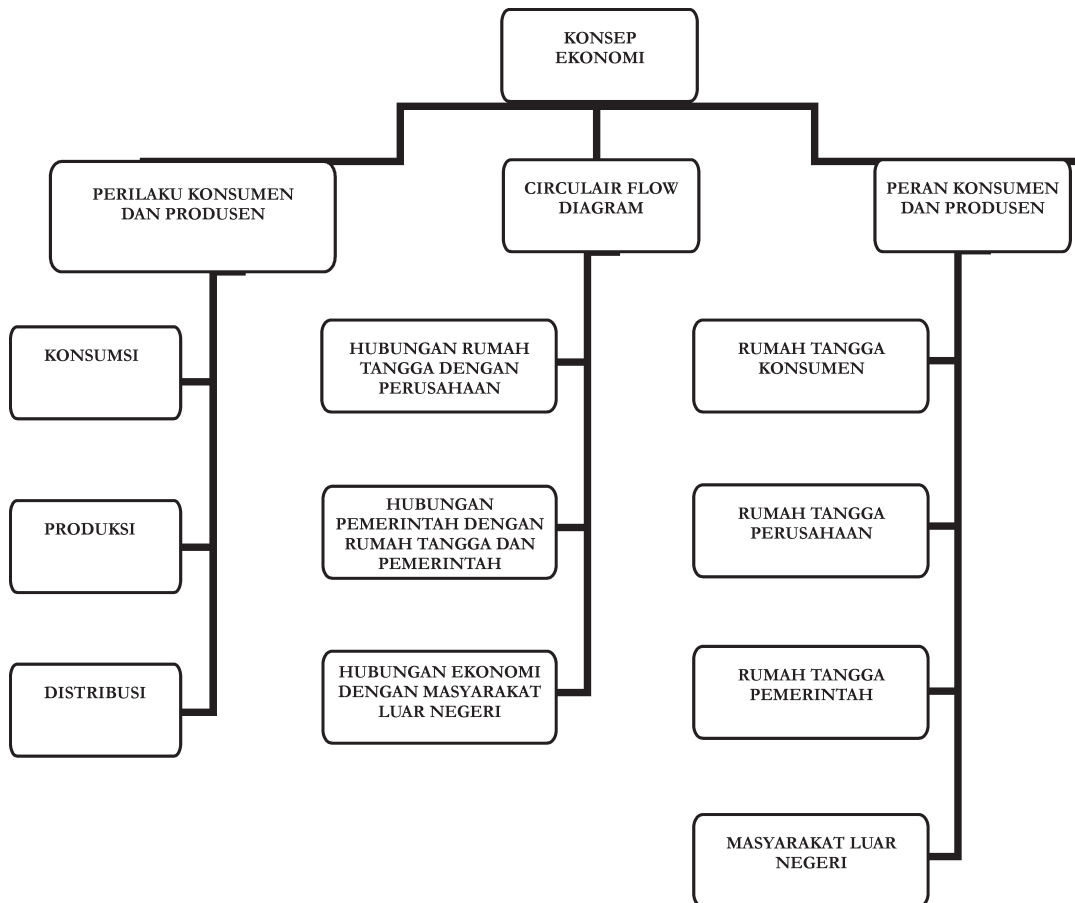 KONSEP
EKONOMI
PERILAKU KONSUMEN
DAN PRODUSEN
CIRCULAIR FLOW
DIAGRAM
PERAN KONSUMEN
DAN PRODUSEN
KONSUMSI
PRODUKSI
DISTRIBUSI
HUBUNGAN RUMAH
TANGGA DENGAN
PERUSAHAAN
HUBUNGAN
PEMERINTAH DENGAN
RUMAH TANGGA DAN
PEMERINTAH
HUBUNGAN EKONOMI
DENGAN MASYARAKAT
LUAR NEGERI
RUMAH TANGGA
KONSUMEN
RUMAH TANGGA
PERUSAHAAN
RUMAH TANGGA
PEMERINTAH
MASYARAKAT LUAR
NEGERI